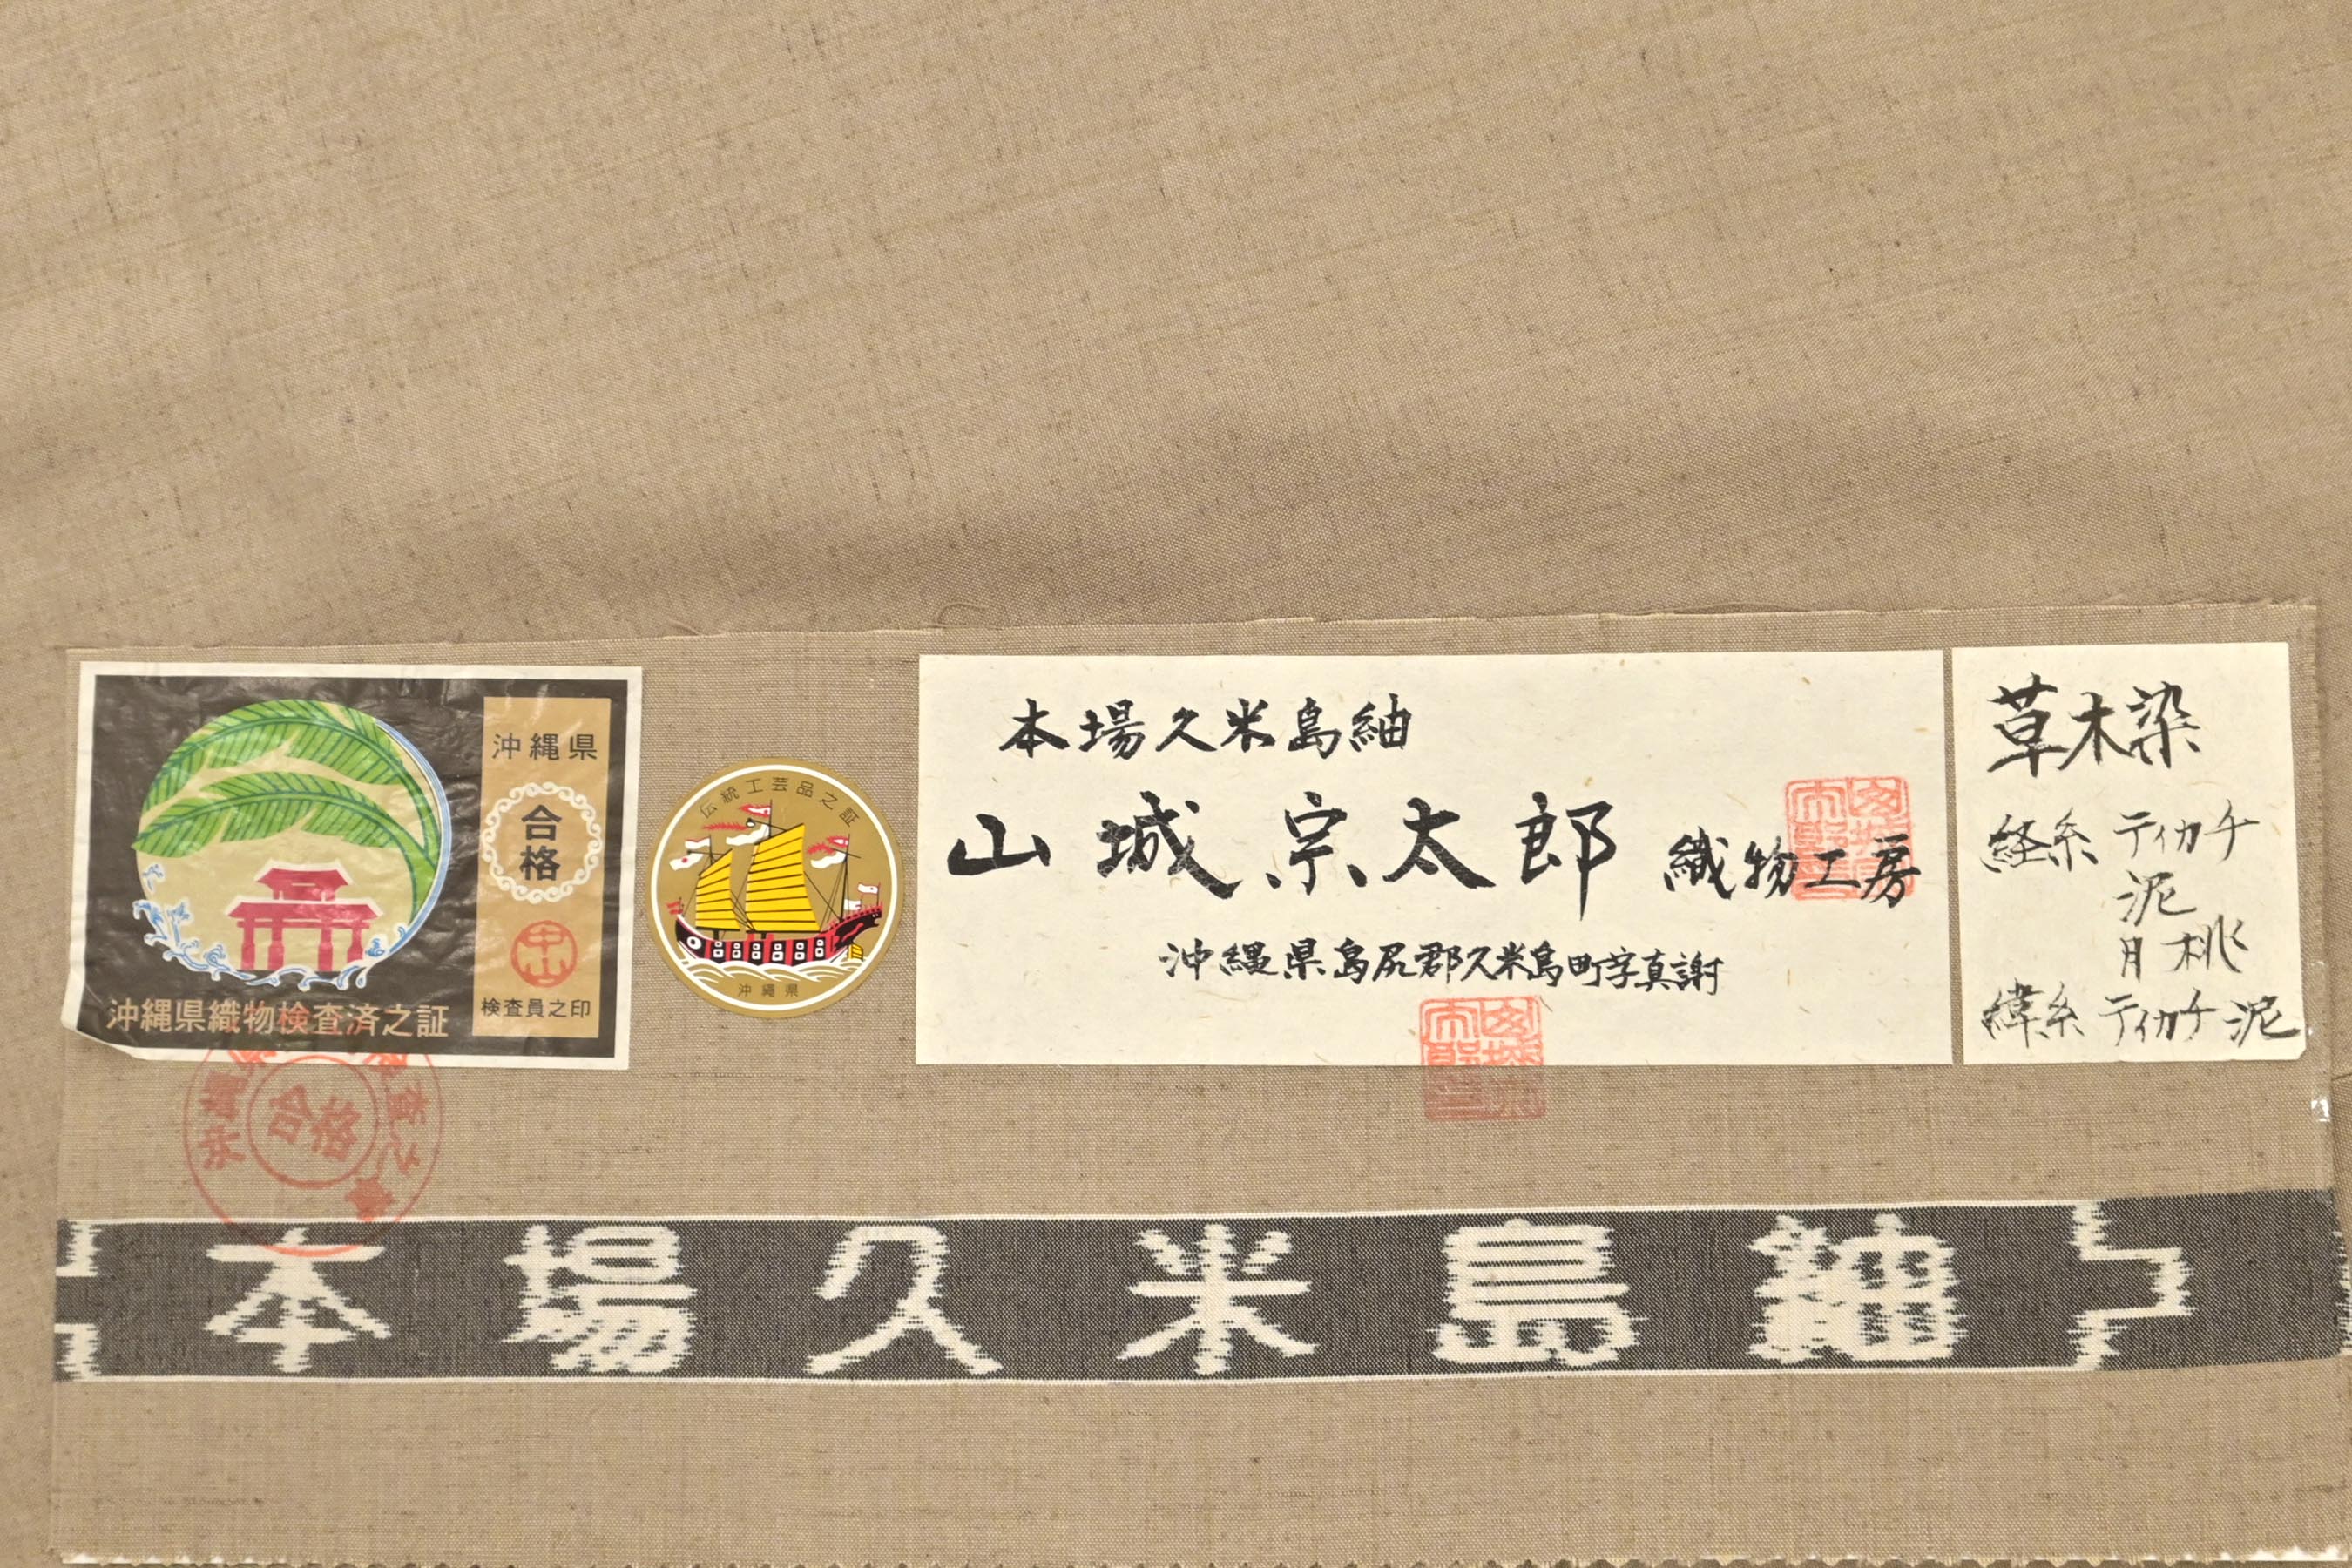 沖縄県
合格
中山
検査員之印
沖縄県織物検査済之証
伝統工芸品之証
沖縄県
本場久米島紬
山城宗太郎 織物工房
沖縄県島尻郡久米島町字真謝
草木染
経糸 ティカチ
泥
月桃
緯糸 ティカチ 泥
合格
本場久米島紬